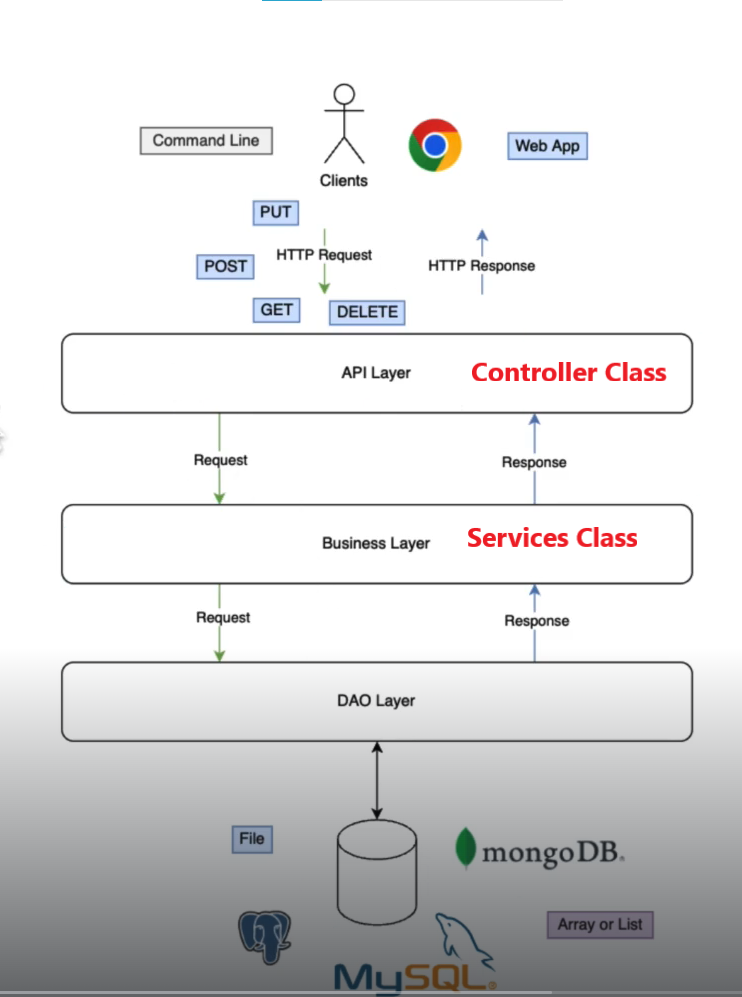 Command Line
Web App
Clients
PUT
HTTP Request
POST
HTTP Response
GET
DELETE
API Layer
Controller Class
Request
Response
Business Layer
Services Class
Request
Response
DAO Layer
File
mongoDB®
Array or List
MySQL®